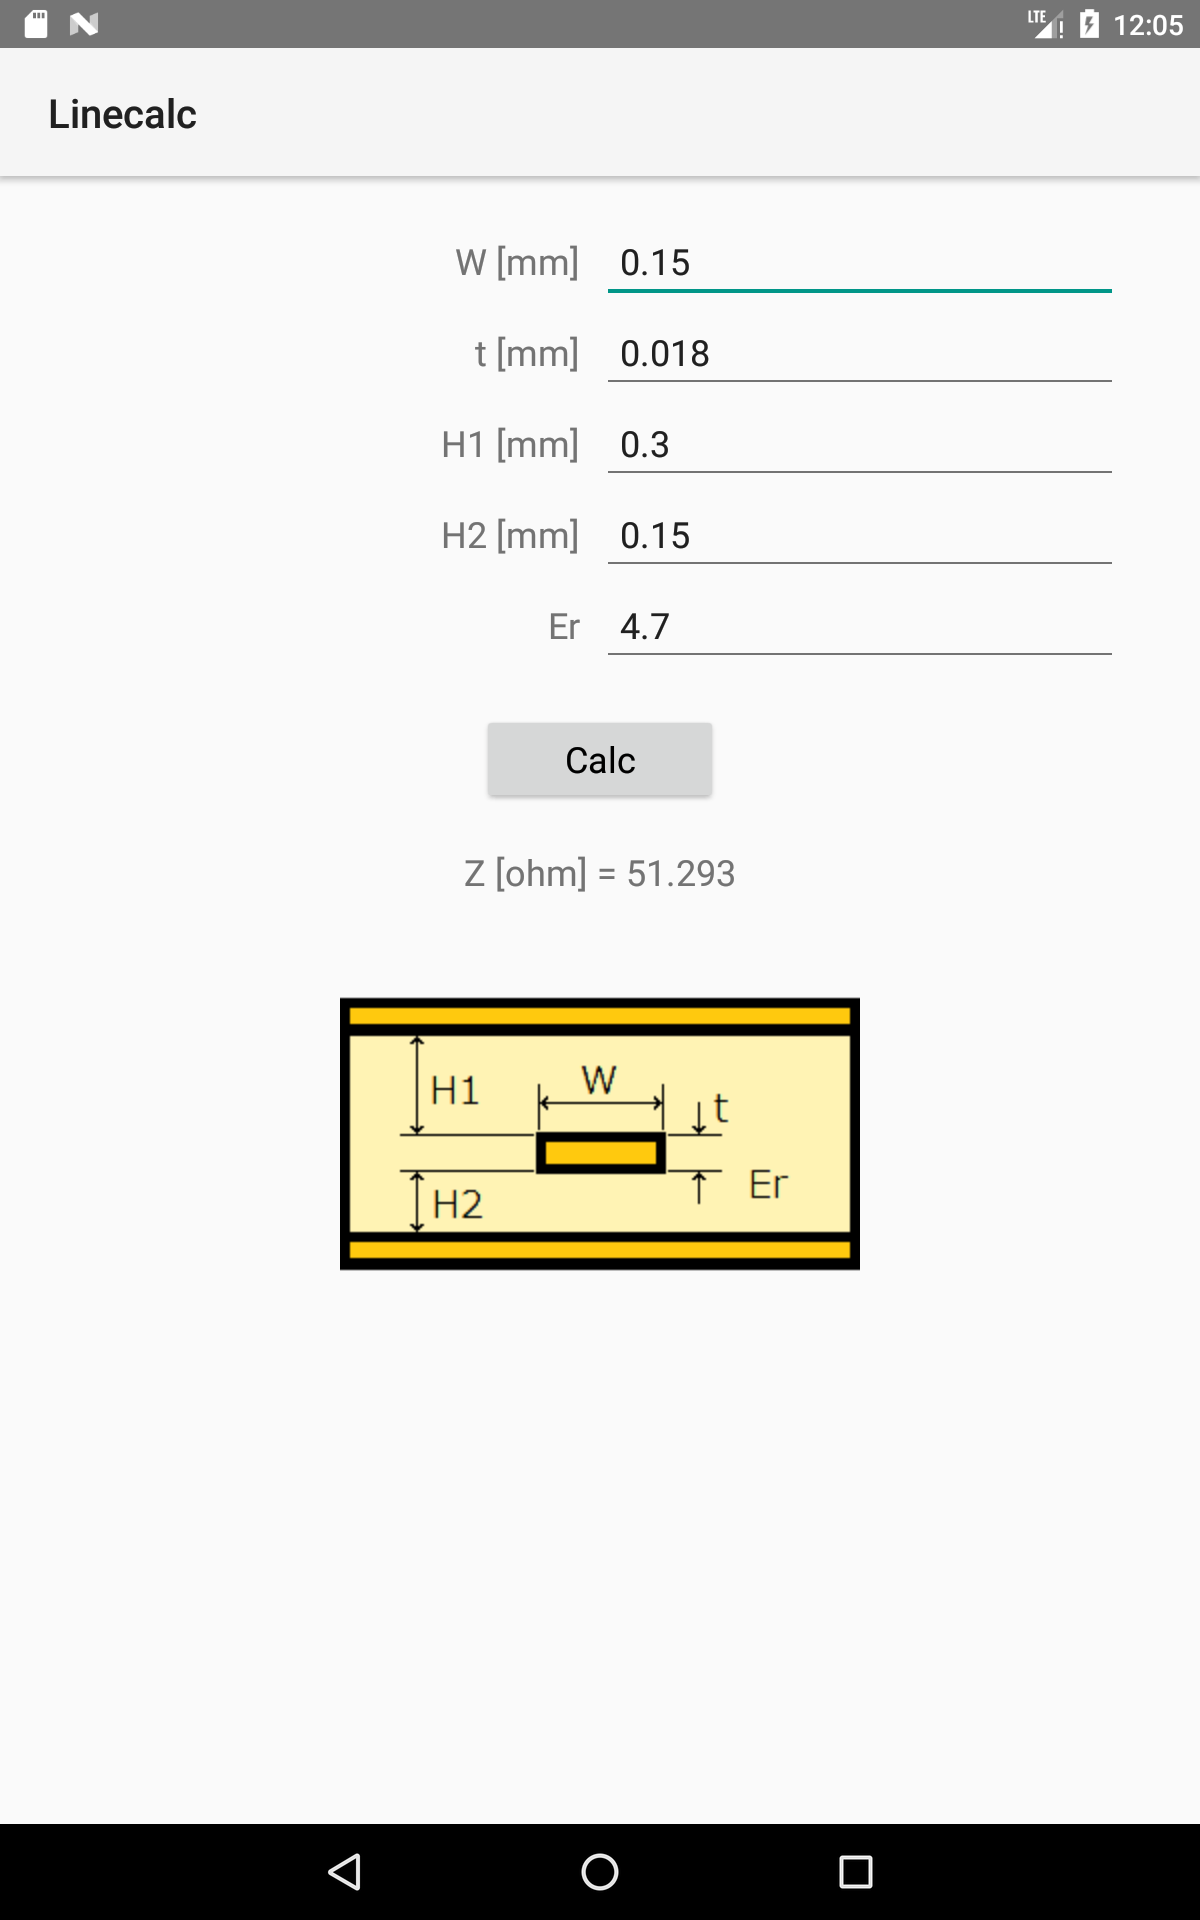 LTE 12:05
Linecalc
W [mm] 0.15
t [mm] 0.018
H1 [mm] 0.3
H2 [mm] 0.15
Er 4.7
Calc
Z [ohm] = 51.293
W
H1
t
Er
H2